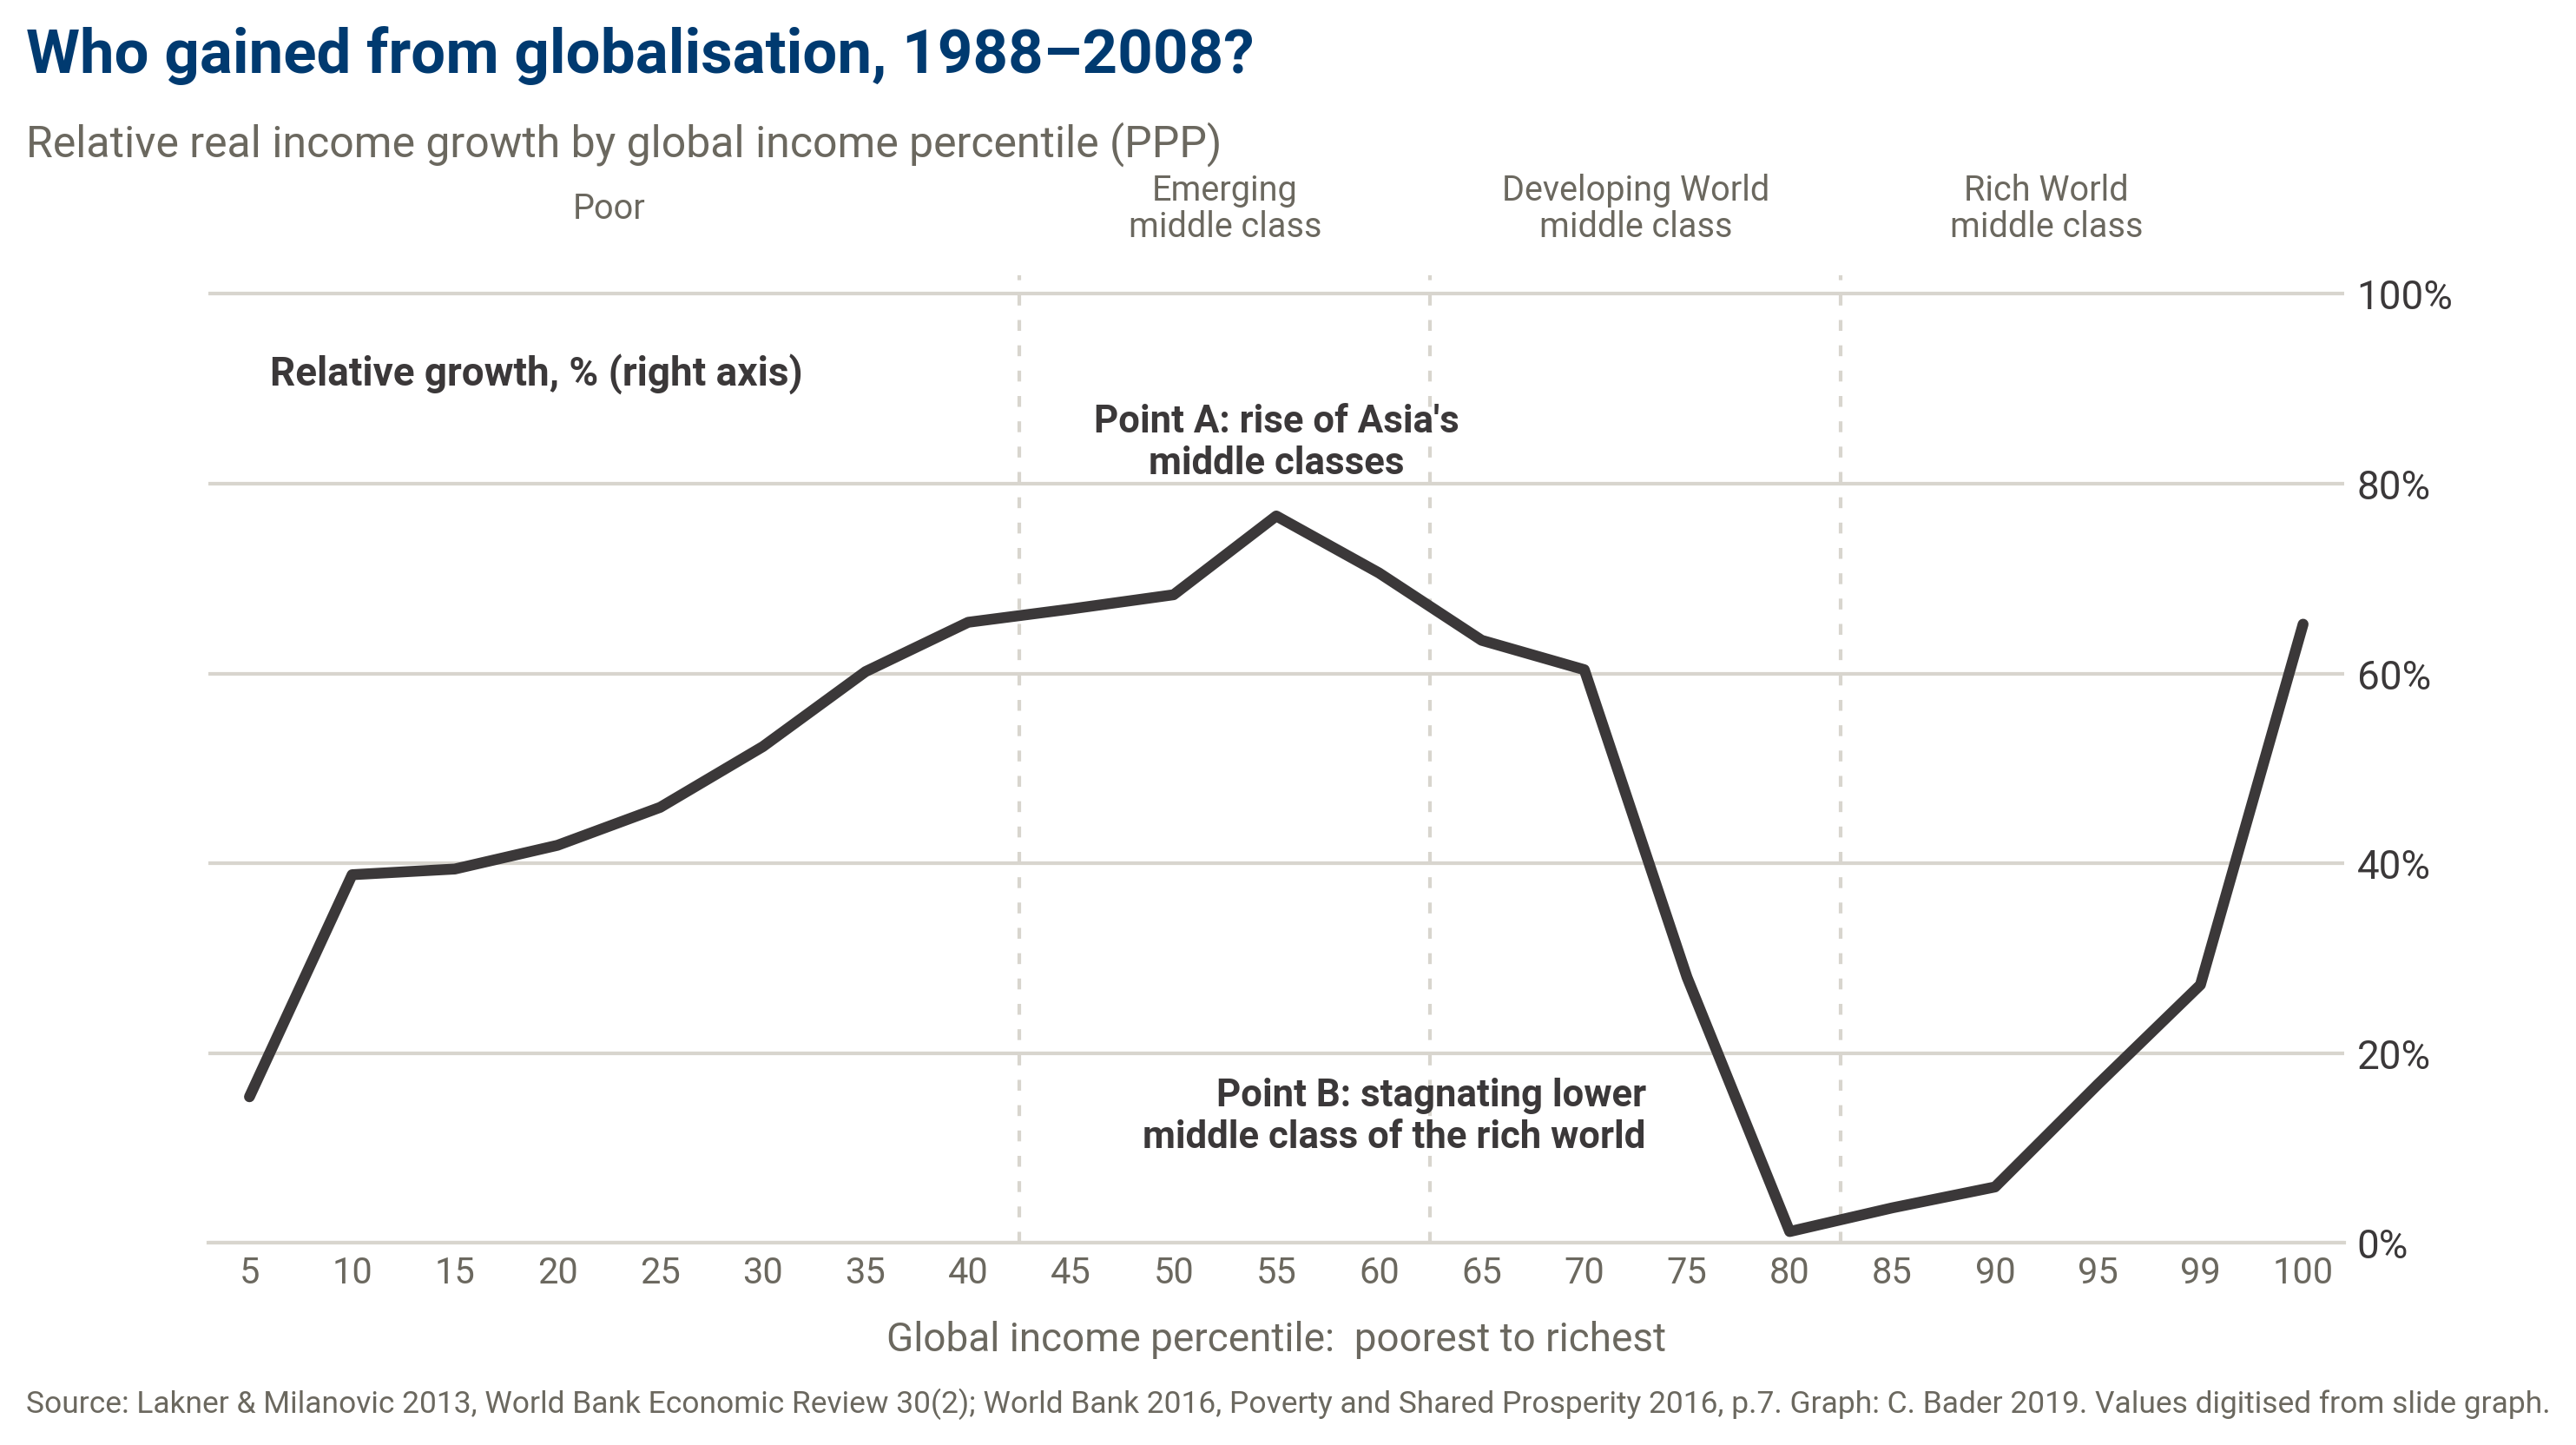 Who gained from globalisation, 1988–2008?
Relative real income growth by global income percentile (PPP)
Poor
Emerging
middle class
Developing World
middle class
Rich World
middle class
100%
Relative growth, % (right axis)
Point A: rise of Asia's
middle classes
80%
60%
40%
20%
Point B: stagnating lower
middle class of the rich world
0%
5 10 15 20 25 30 35 40 45 50 55 60 65 70 75 80 85 90 95 99 100
Global income percentile:  poorest to richest
Source: Lakner & Milanovic 2013, World Bank Economic Review 30(2); World Bank 2016, Poverty and Shared Prosperity 2016, p.7. Graph: C. Bader 2019. Values digitised from slide graph.